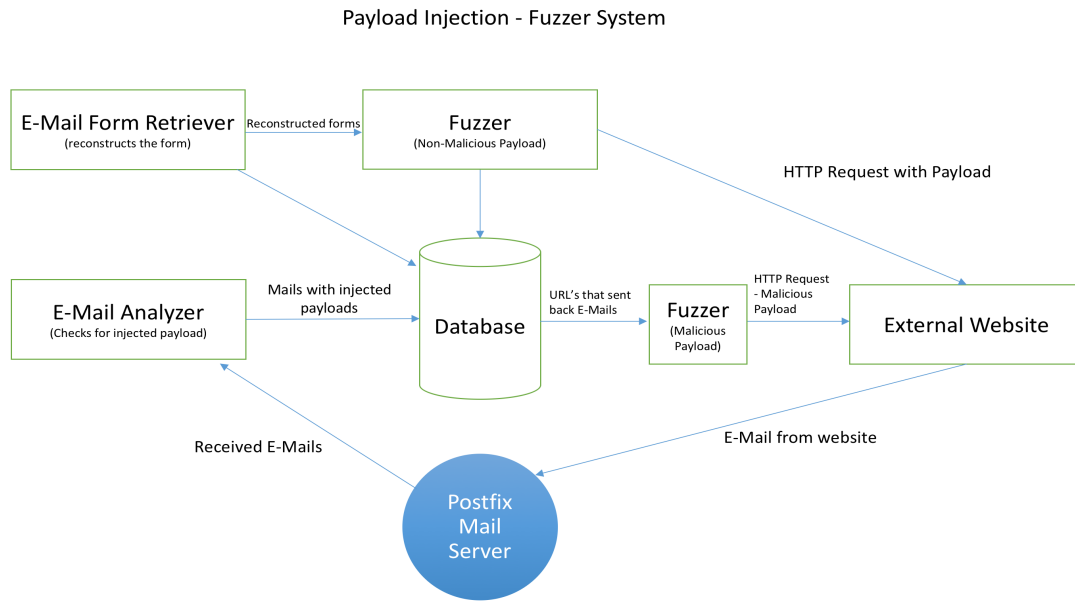 Payload Injection - Fuzzer System
E-Mail Form Retriever
(reconstructs the form)
Reconstructed forms
Fuzzer
(Non-Malicious Payload)
HTTP Request with Payload
E-Mail Analyzer
(Checks for injected payload)
Mails with injected
payloads
Database
URL's that sent
back E-Mails
Fuzzer
(Malicious
Payload)
HTTP Request
- Malicious
Payload
External Website
Received E-Mails
E-Mail from website
Postfix
Mail
Server